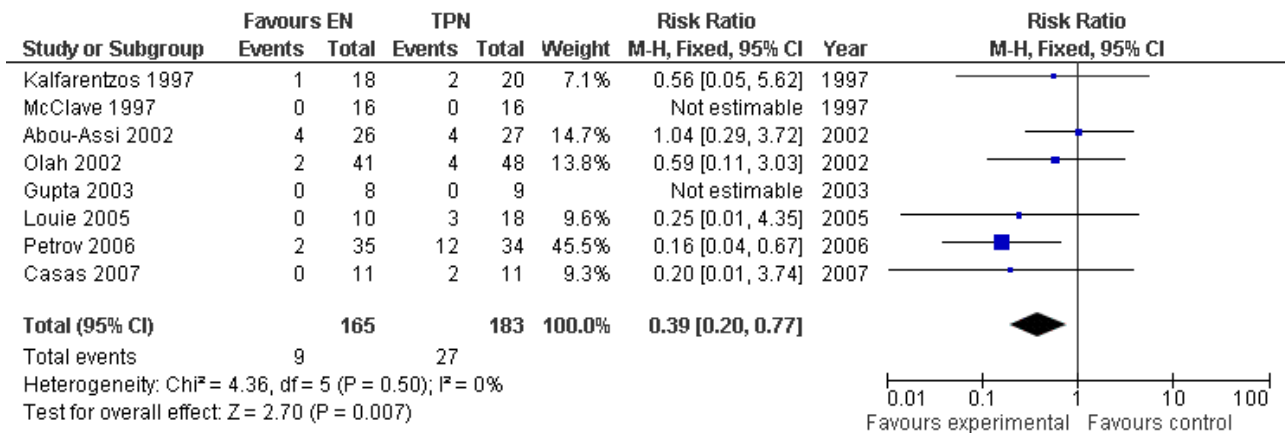 Favours EN TPN Risk Ratio Risk Ratio
Study or Subgroup Events Total Events Total Weight M-H, Fixed, 95% CI Year M-H, Fixed, 95% CI
Kalfarentzos 1997 1 18 2 20 7.1% 0.56 [0.05, 5.62] 1997
McClave 1997 0 16 0 16 Not estimable 1997
Abou-Assi 2002 4 26 4 27 14.7% 1.04 [0.29, 3.72] 2002
Olah 2002 2 41 4 48 13.8% 0.59 [0.11, 3.03] 2002
Gupta 2003 0 8 0 9 Not estimable 2003
Louie 2005 0 10 3 18 9.6% 0.25 [0.01, 4.35] 2005
Petrov 2006 2 35 12 34 45.5% 0.16 [0.04, 0.67] 2006
Casas 2007 0 11 2 11 9.3% 0.20 [0.01, 3.74] 2007
Total (95% CI) 165 183 100.0% 0.39 [0.20, 0.77]
Total events 9 27
Heterogeneity: Chi² = 4.36, df = 5 (P = 0.50); I² = 0%
Test for overall effect: Z = 2.70 (P = 0.007)
0.01 0.1 1 10 100
Favours experimental Favours control